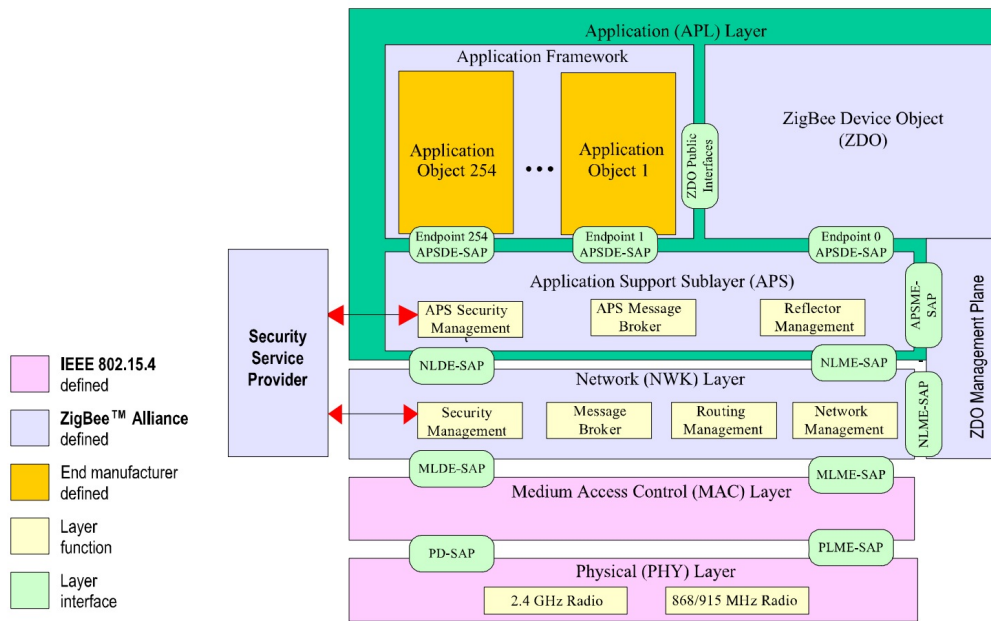 Application (APL) Layer
Application Framework
Application
Object 254
...
Application
Object 1
ZDO Public
Interfaces
ZigBee Device Object
(ZDO)
Endpoint 254
APSDE-SAP
Endpoint 1
APSDE-SAP
Endpoint 0
APSDE-SAP
Application Support Sublayer (APS)
APS Security
Management
APS Message
Broker
Reflector
Management
APSME-
SAP
NLDE-SAP
NLME-SAP
Security
Service
Provider
Network (NWK) Layer
Security
Management
Message
Broker
Routing
Management
Network
Management
NLME-SAP
ZDO Management Plane
MLDE-SAP
MLME-SAP
Medium Access Control (MAC) Layer
PD-SAP
PLME-SAP
Physical (PHY) Layer
2.4 GHz Radio
868/915 MHz Radio
IEEE 802.15.4
defined
ZigBee™ Alliance
defined
End manufacturer
defined
Layer
function
Layer
interface